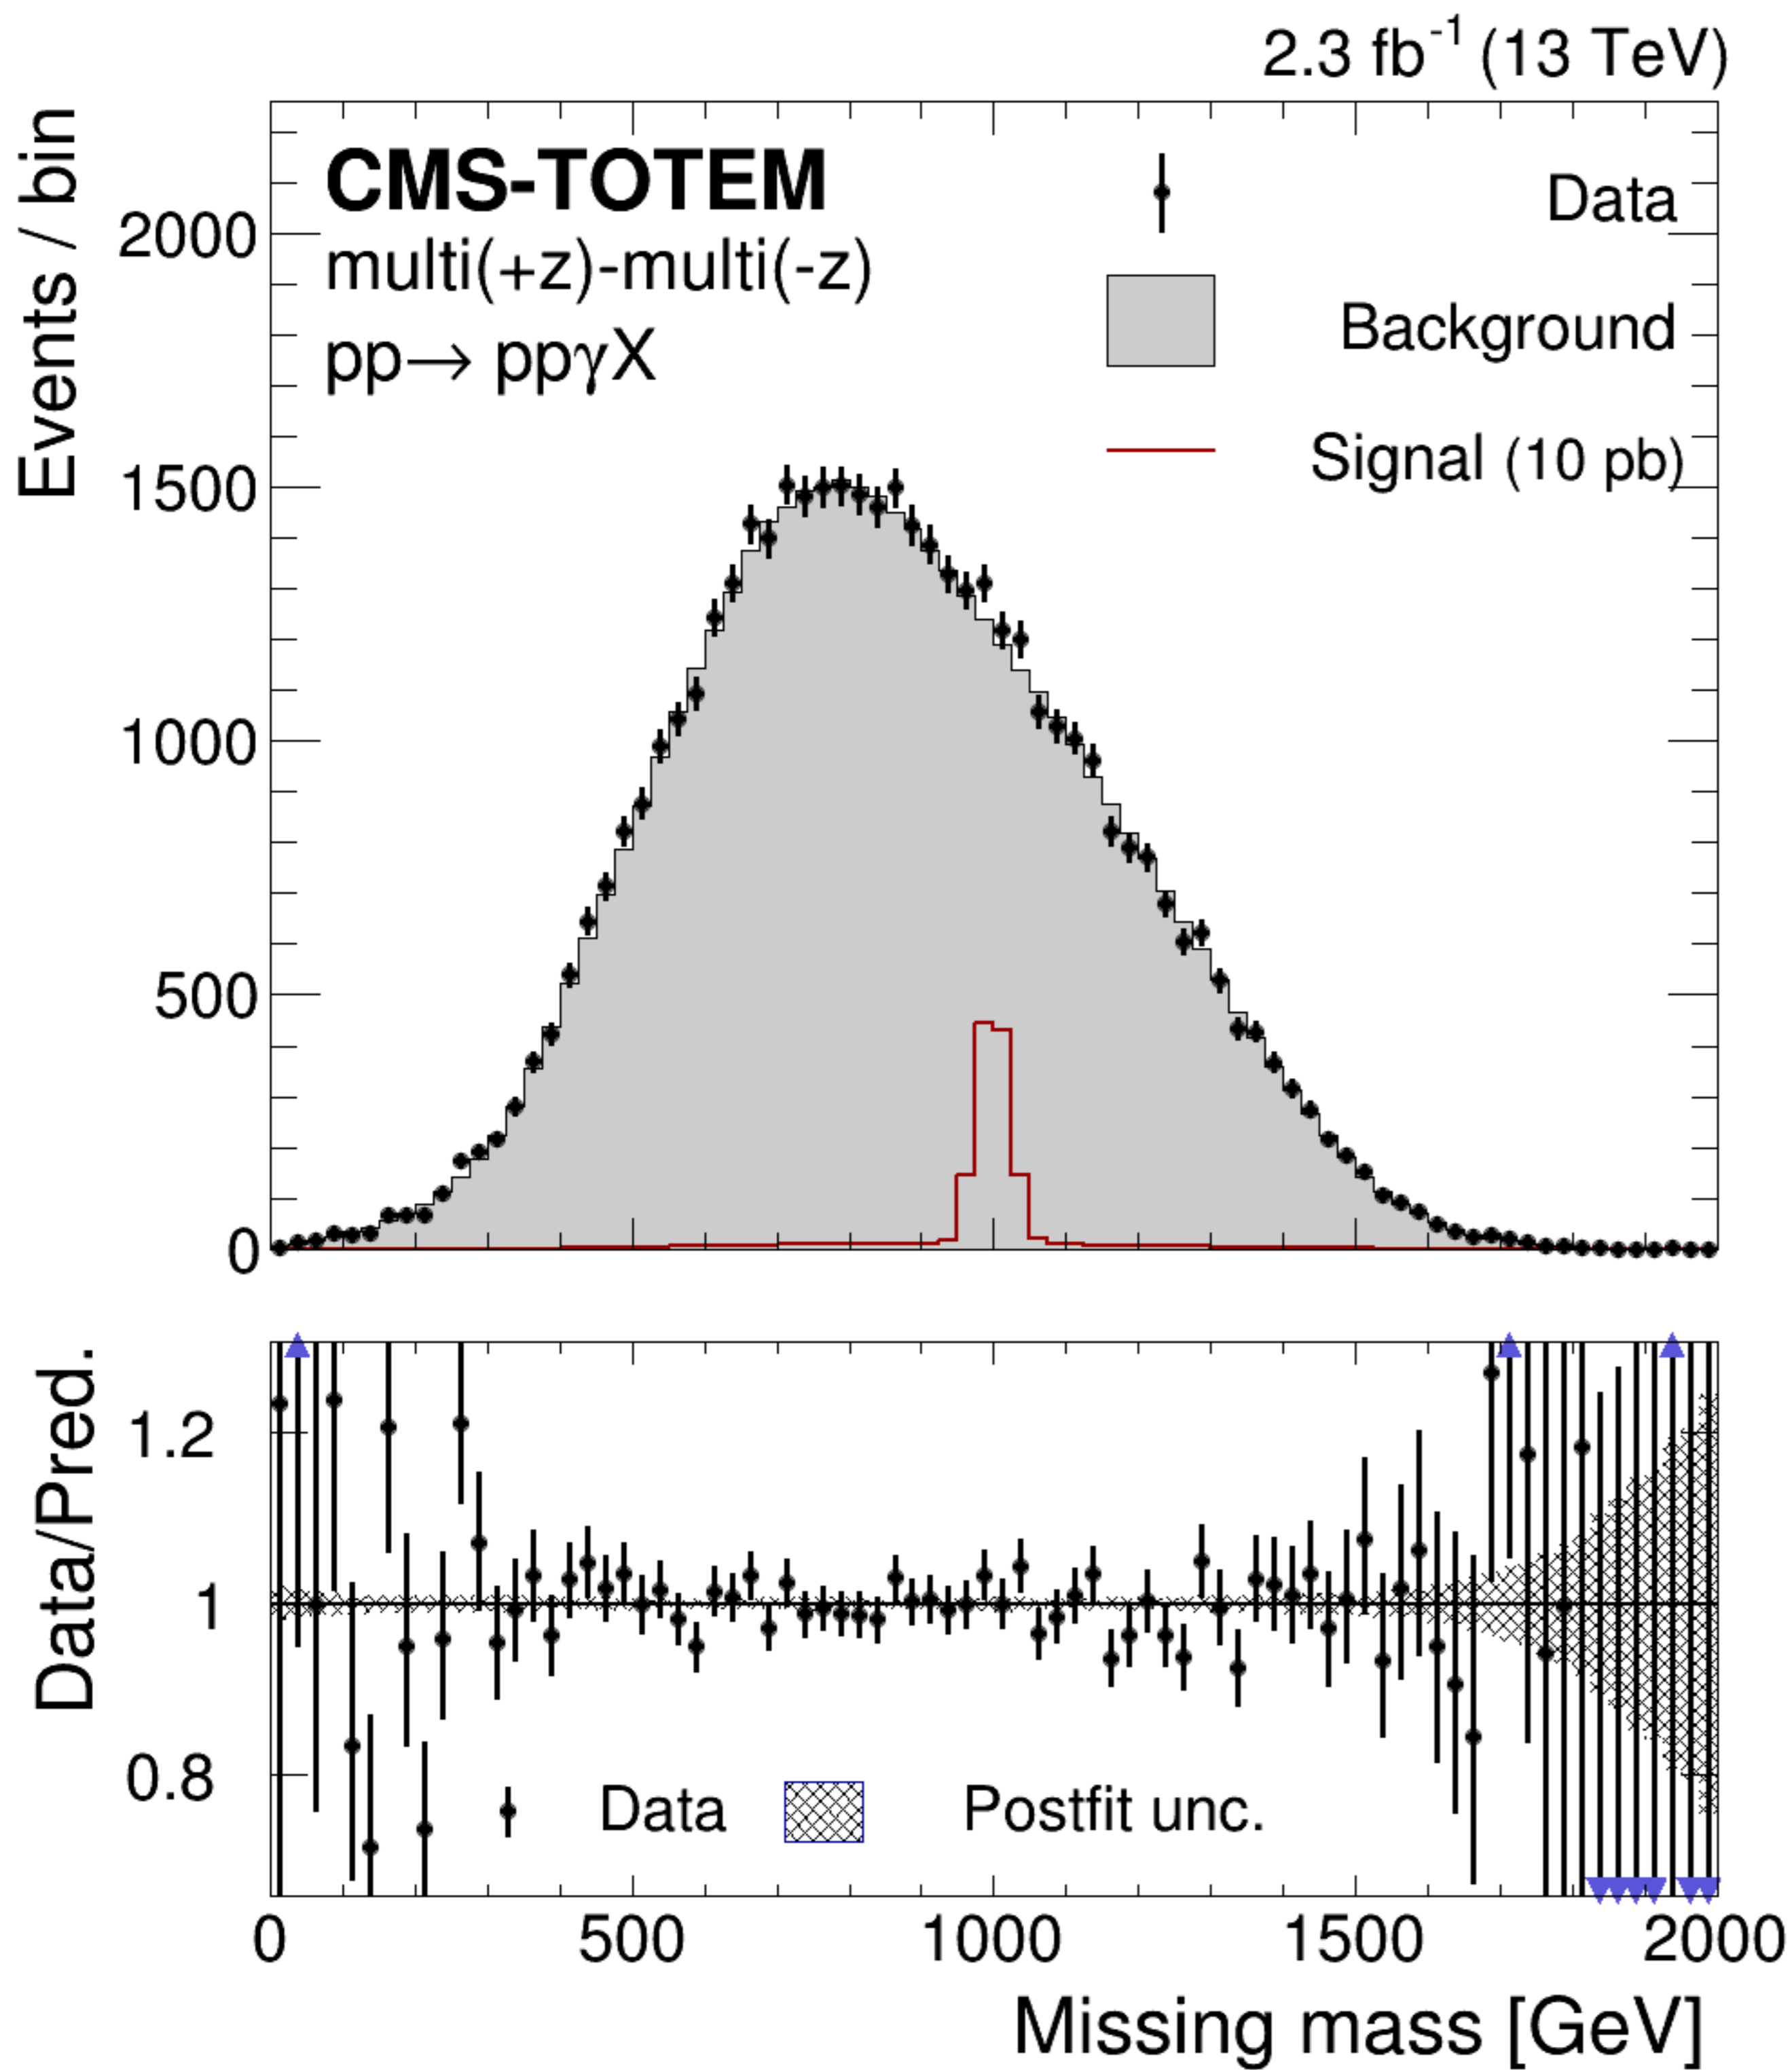 2.3 fb⁻¹ (13 TeV)
Events / bin
CMS-TOTEM
multi(+z)-multi(-z)
pp→ ppγX
Data
Background
Signal (10 pb)
2000
1500
1000
500
0
Data/Pred.
1.2
1
0.8
Data
Postfit unc.
0 500 1000 1500 2000
Missing mass [GeV]